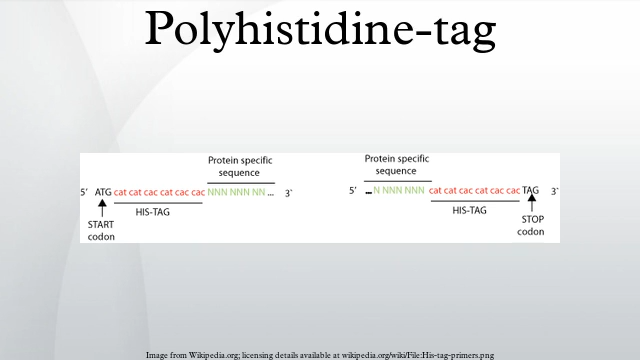 Polyhistidine-tag
Protein specific
sequence
5' ATG cat cat cac cat cac cac NNN NNN NN ... 3`
HIS-TAG
START
codon
Protein specific
sequence
5' ... N NNN NNN cat cat cac cat cac cac TAG 3`
HIS-TAG
STOP
codon
Image from Wikipedia.org; licensing details available at wikipedia.org/wiki/File:His-tag-primers.png